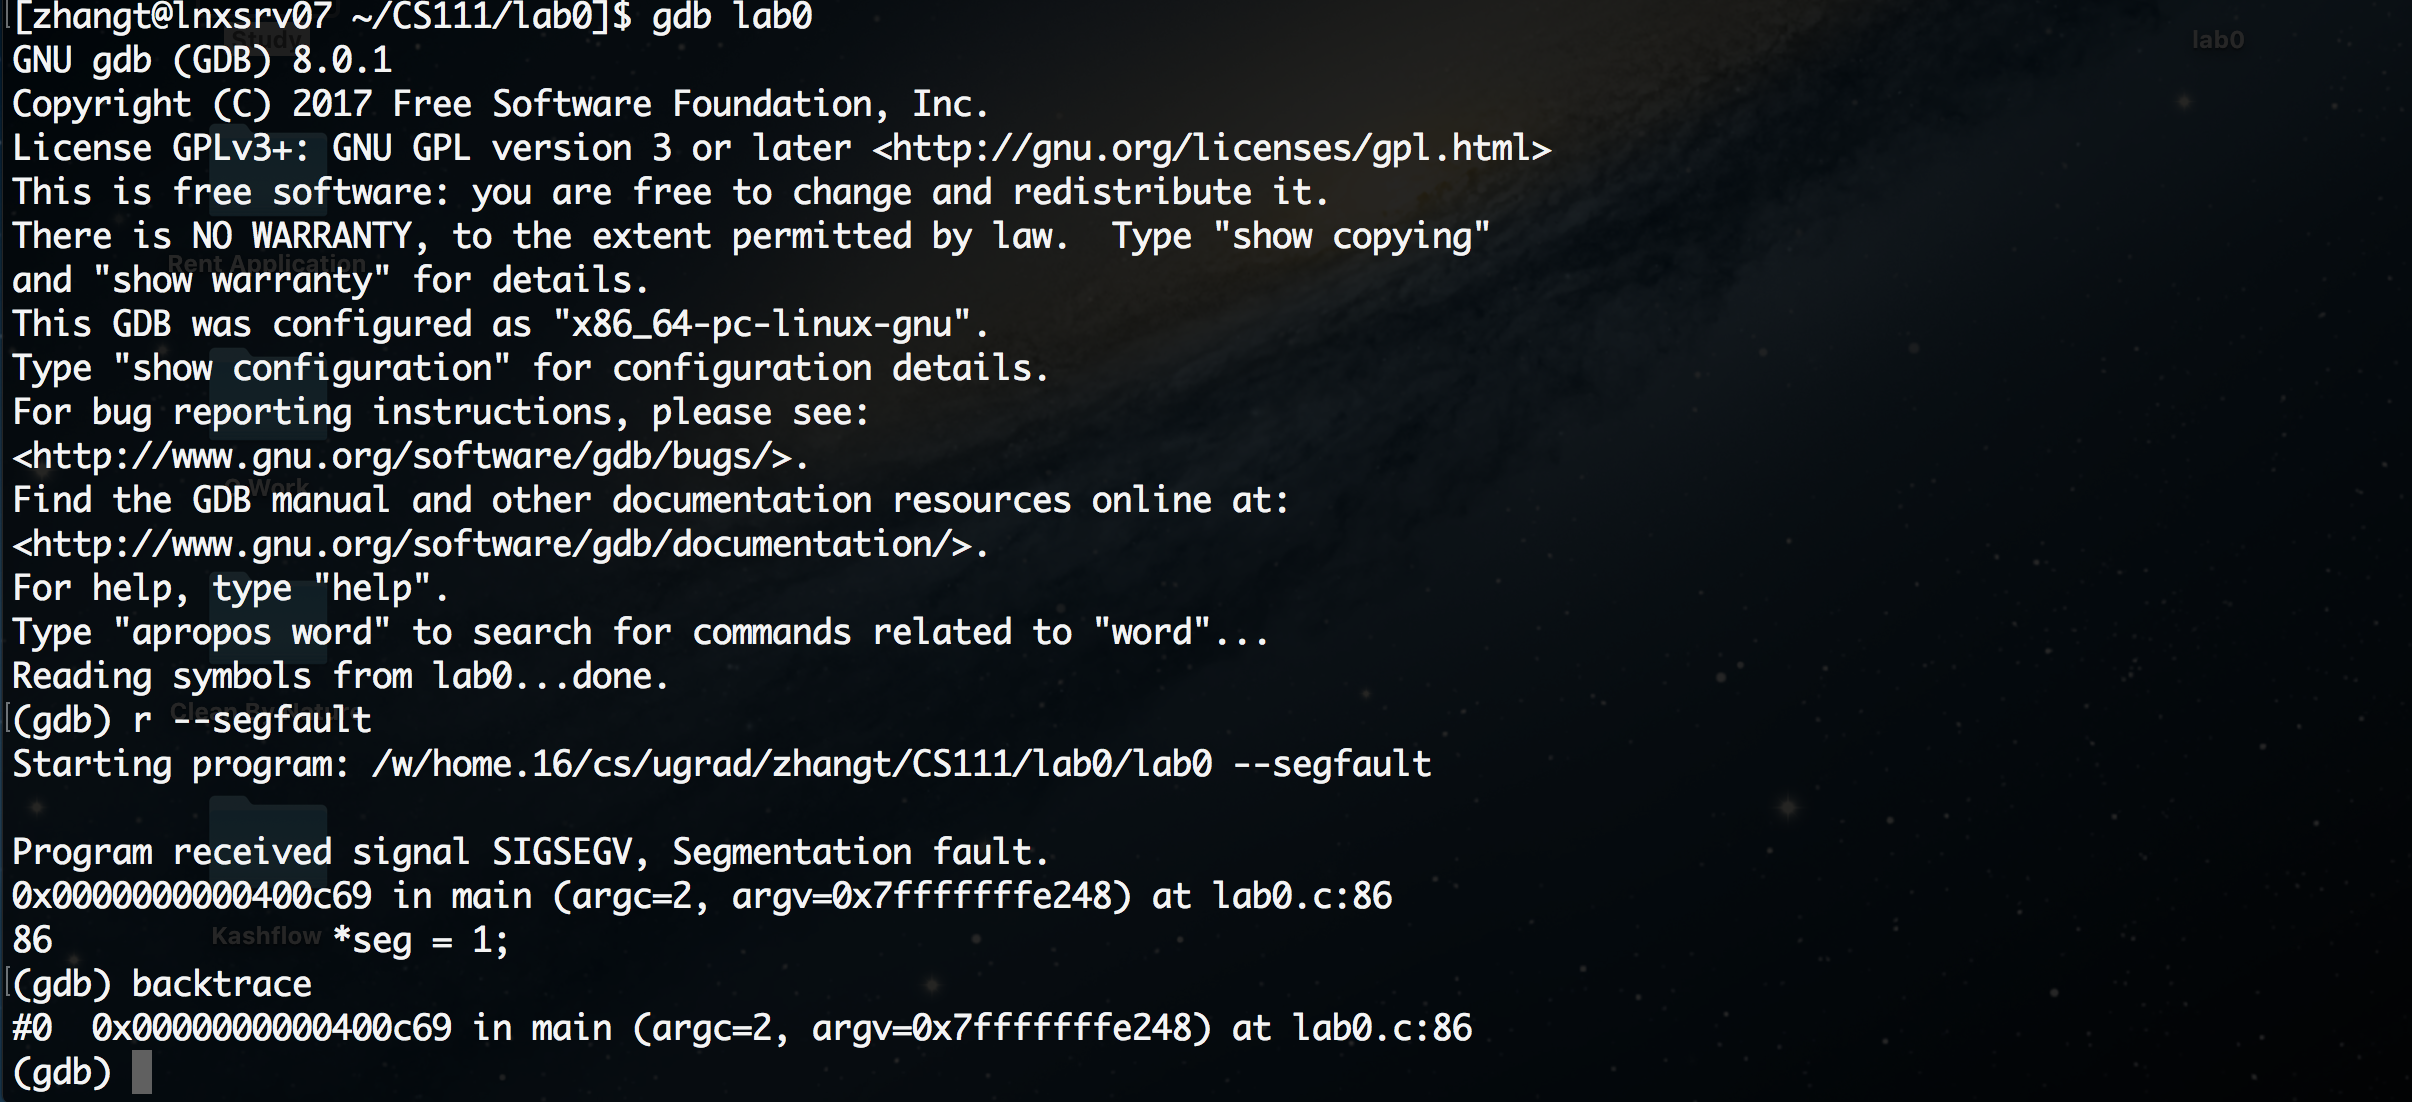 [zhangt@lnxsrv07 ~/CS111/lab0]$ gdb lab0
Study
lab0
GNU gdb (GDB) 8.0.1
Copyright (C) 2017 Free Software Foundation, Inc.
License GPLv3+: GNU GPL version 3 or later <http://gnu.org/licenses/gpl.html>
This is free software: you are free to change and redistribute it.
There is NO WARRANTY, to the extent permitted by law.  Type "show copying"
Rent Application
and "show warranty" for details.
This GDB was configured as "x86_64-pc-linux-gnu".
Type "show configuration" for configuration details.
For bug reporting instructions, please see:
<http://www.gnu.org/software/gdb/bugs/>.
Work
Find the GDB manual and other documentation resources online at:
<http://www.gnu.org/software/gdb/documentation/>.
For help, type "help".
Type "apropos word" to search for commands related to "word"...
Reading symbols from lab0...done.
Clean By Nature
(gdb) r --segfault
Starting program: /w/home.16/cs/ugrad/zhangt/CS111/lab0/lab0 --segfault
Program received signal SIGSEGV, Segmentation fault.
0x0000000000400c69 in main (argc=2, argv=0x7fffffffe248) at lab0.c:86
86              *seg = 1;
Kashflow
(gdb) backtrace
#0  0x0000000000400c69 in main (argc=2, argv=0x7fffffffe248) at lab0.c:86
(gdb)